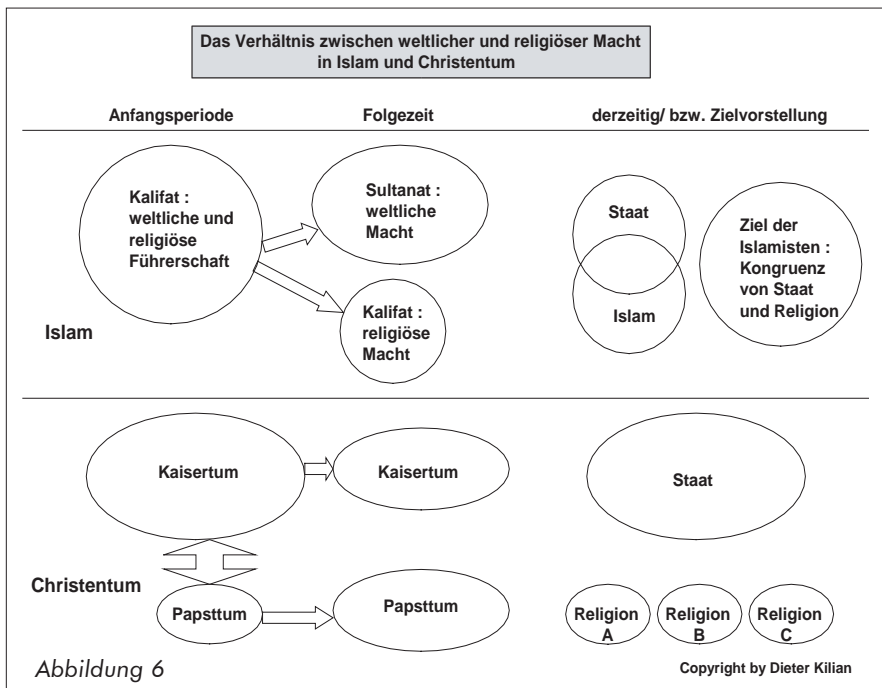 Das Verhältnis zwischen weltlicher und religiöser Macht
in Islam und Christentum
Anfangsperiode
Folgezeit
derzeitig/ bzw. Zielvorstellung
Kalifat :
weltliche und
religiöse
Führerschaft
Sultanat :
weltliche
Macht
Kalifat :
religiöse
Macht
Staat
Islam
Ziel der
Islamisten :
Kongruenz
von Staat
und Religion
Islam
Kaisertum
Kaisertum
Staat
Christentum
Papsttum
Papsttum
Religion
A
Religion
B
Religion
C
Abbildung 6
Copyright by Dieter Kilian